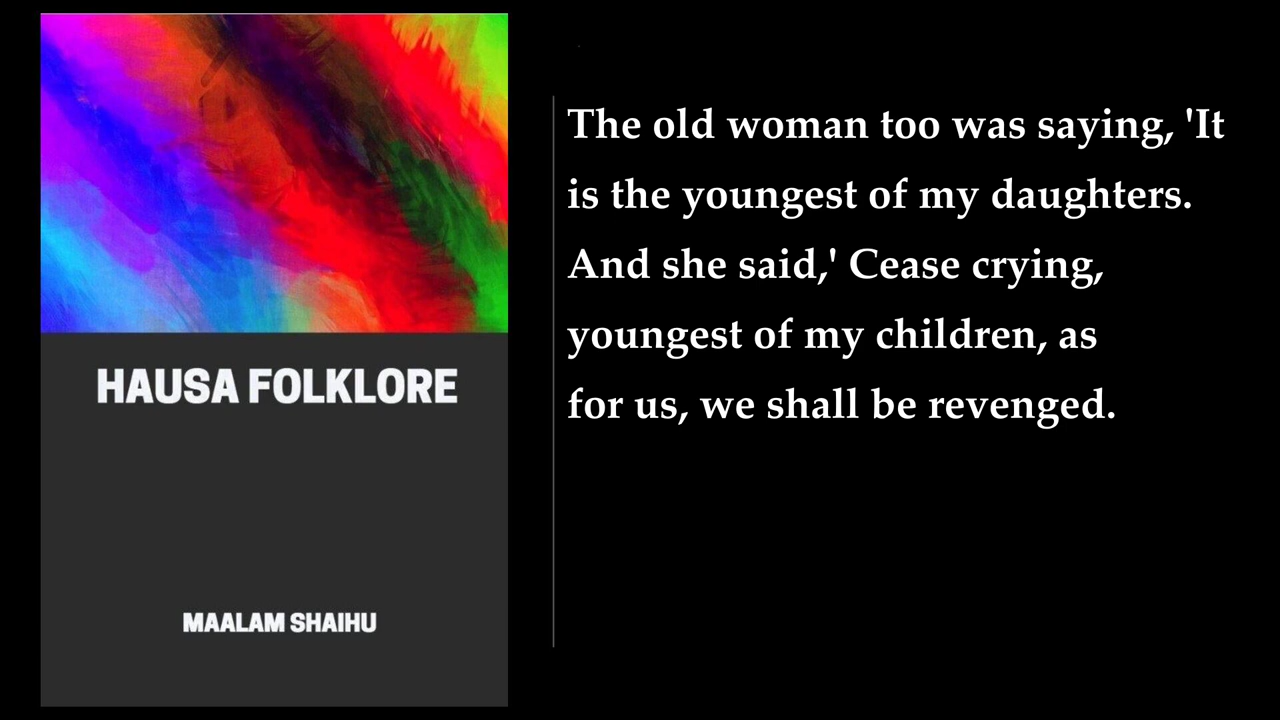 HAUSA FOLKLORE
MAALAM SHAIHU
The old woman too was saying, 'It
is the youngest of my daughters.
And she said,' Cease crying,
youngest of my children, as
for us, we shall be revenged.